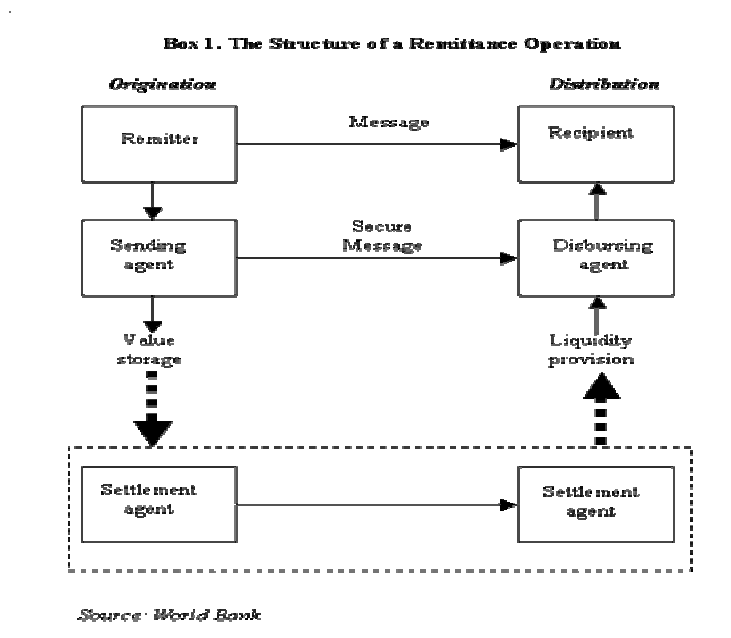 Box 1. The Structure of a Remittance Operation
Origination
Distribution
Remitter
Message
Recipient
Sending
agent
Secure
Message
Disbursing
agent
Value
storage
Liquidity
provision
Settlement
agent
Settlement
agent
Source: World Bank